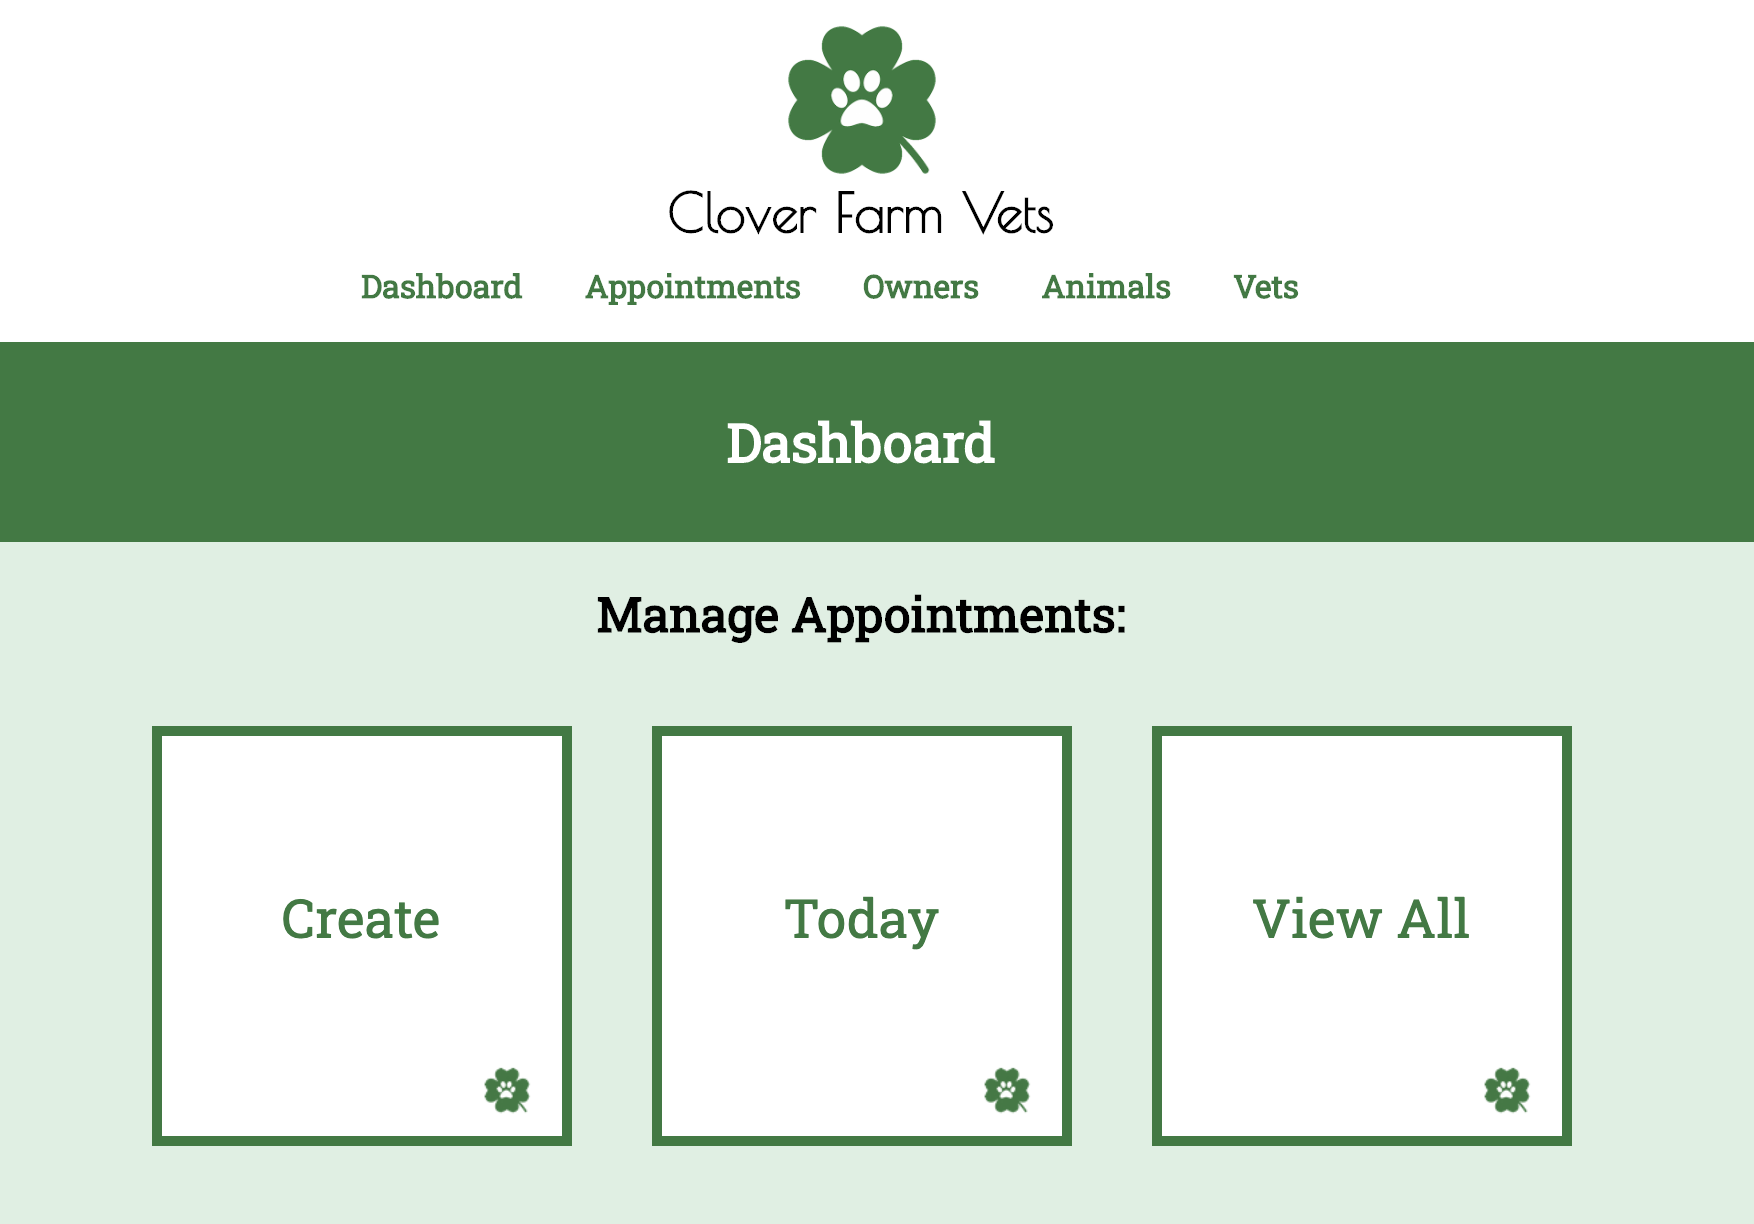 Clover Farm Vets
Dashboard Appointments Owners Animals Vets
Dashboard
Manage Appointments:
Create Today View All